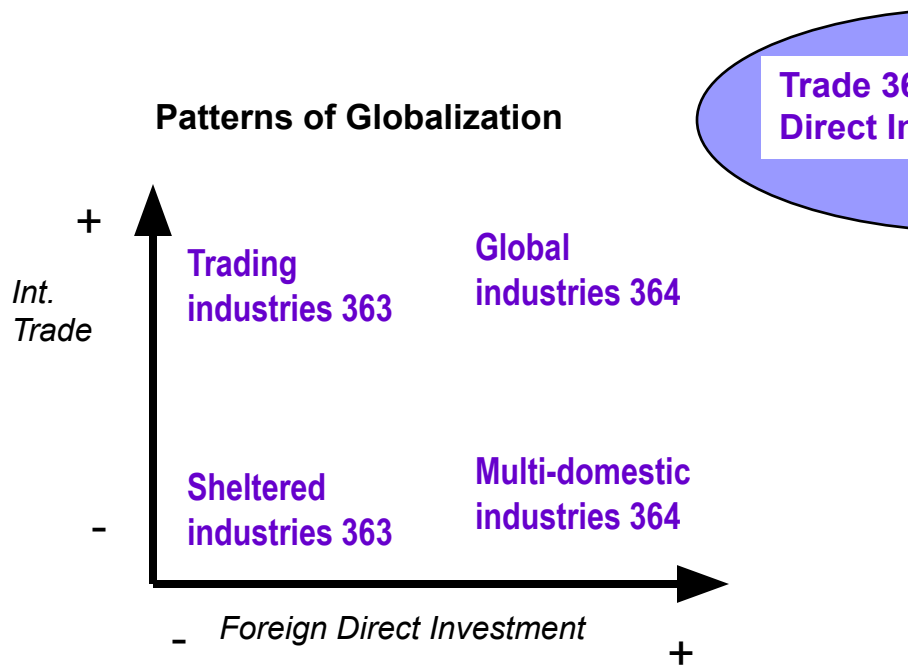 Trade
Direct
Patterns of Globalization
+
Int.
Trade
Trading
industries 363
Global
industries 364
Sheltered
industries 363
Multi-domestic
industries 364
-
- Foreign Direct Investment
+